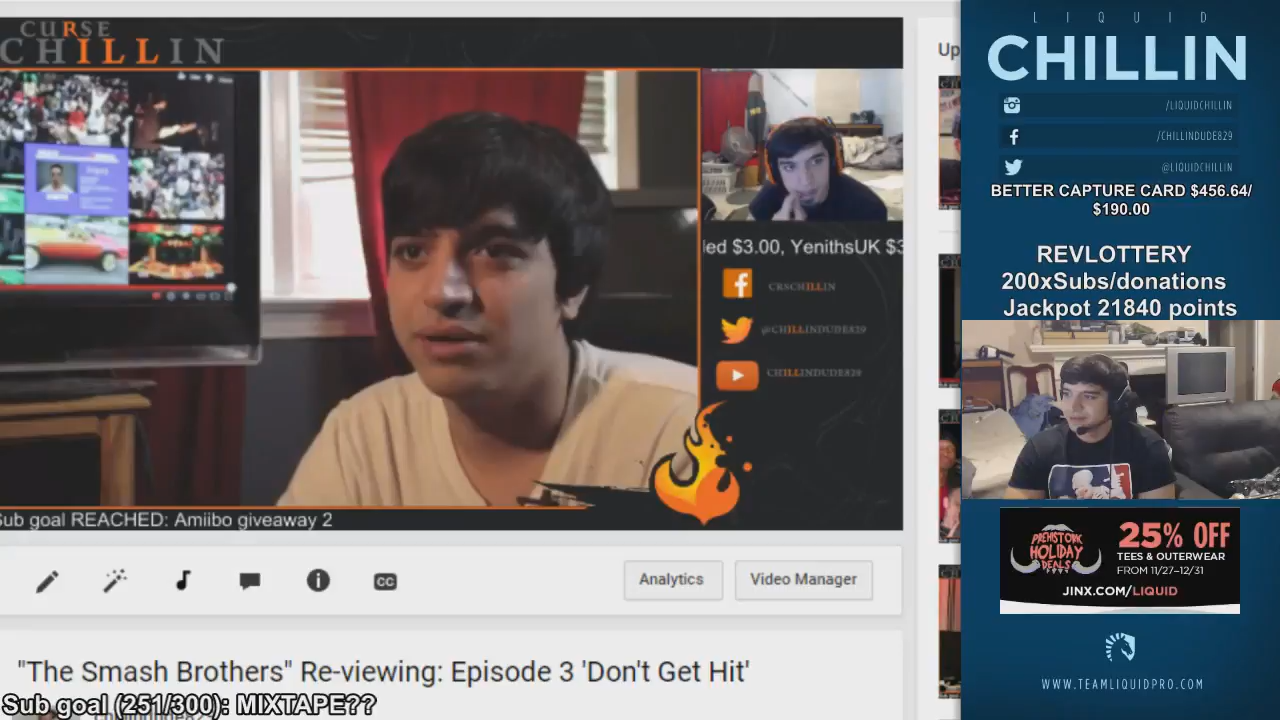 CURSE
CHILLIN
led $3.00, YenithsUK $3
CRSCHILLIN
@CHILLINDUDE829
CHILLINDUDE829
Sub goal REACHED: Amiibo giveaway 2
CC
Analytics
Video Manager
"The Smash Brothers" Re-viewing: Episode 3 'Don't Get Hit'
Sub goal (251/300): MIXTAPE??
Up
LIQUID
CHILLIN
/LIQUIDCHILLIN
/CHILLINDUDE829
@LIQUIDCHILLIN
BETTER CAPTURE CARD $456.64/
$190.00
REVLOTTERY
200xSubs/donations
Jackpot 21840 points
PREHISTORIC
HOLIDAY
DEALS
25% OFF
TEES & OUTERWEAR
FROM 11/27–12/31
JINX.COM/LIQUID
WWW.TEAMLIQUIDPRO.COM